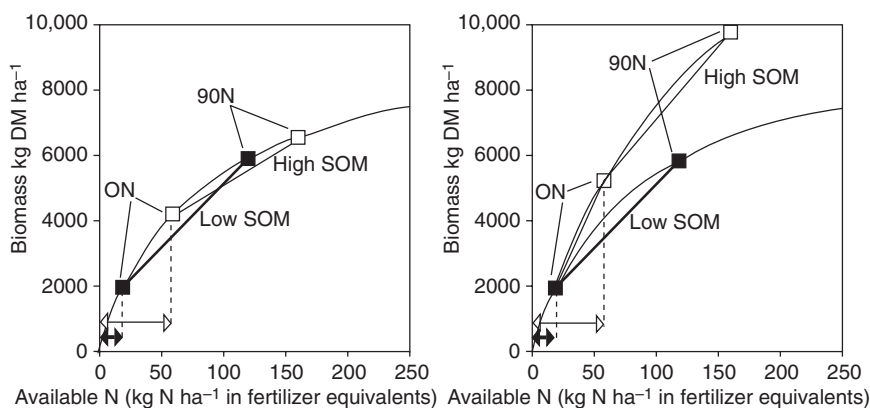 10,000
8000
6000
4000
2000
0
Biomass kg DM ha⁻¹
90N
ON
High SOM
Low SOM
0 50 100 150 200 250
Available N (kg N ha⁻¹ in fertilizer equivalents)
10,000
8000
6000
4000
2000
0
Biomass kg DM ha⁻¹
90N
High SOM
ON
Low SOM
0 50 100 150 200 250
Available N (kg N ha⁻¹ in fertilizer equivalents)